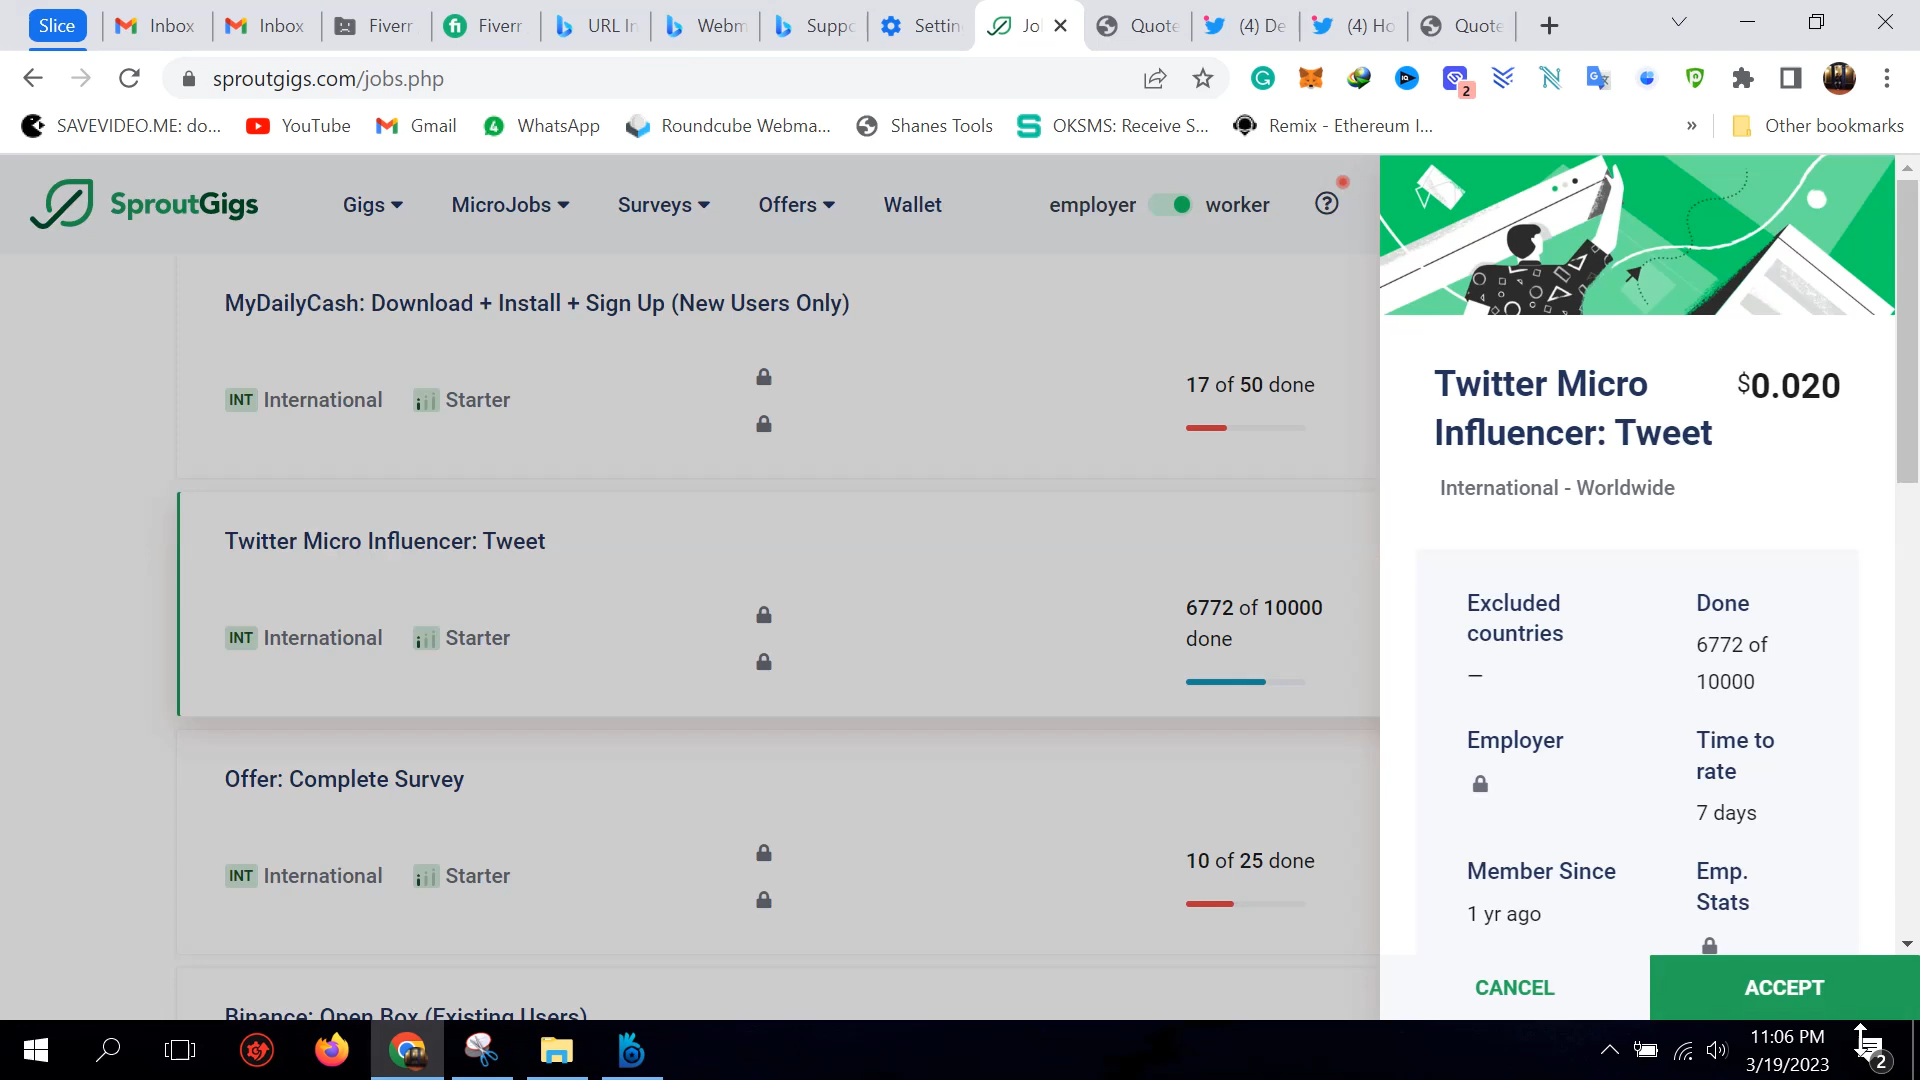 Slice
Inbox
Inbox
Fiverr
Fiverr
URL In
Webm
Suppo
Settin
Jo
Quote
(4) De
(4) Ho
Quote
sproutgigs.com/jobs.php
2
SAVEVIDEO.ME: do...
YouTube
Gmail
WhatsApp
Roundcube Webma...
Shanes Tools
OKSMS: Receive S...
Remix - Ethereum I...
»
Other bookmarks
SproutGigs
Gigs
MicroJobs
Surveys
Offers
Wallet
employer
worker
MyDailyCash: Download + Install + Sign Up (New Users Only)
INT International
Starter
17 of 50 done
Twitter Micro Influencer: Tweet
INT International
Starter
6772 of 10000
done
Offer: Complete Survey
INT International
Starter
10 of 25 done
Binance: Open Box (Existing Users)
Twitter Micro
Influencer: Tweet
$0.020
International - Worldwide
Excluded
countries
—
Done
6772 of
10000
Employer
Time to
rate
7 days
Member Since
1 yr ago
Emp.
Stats
CANCEL
ACCEPT
11:06 PM
3/19/2023
2